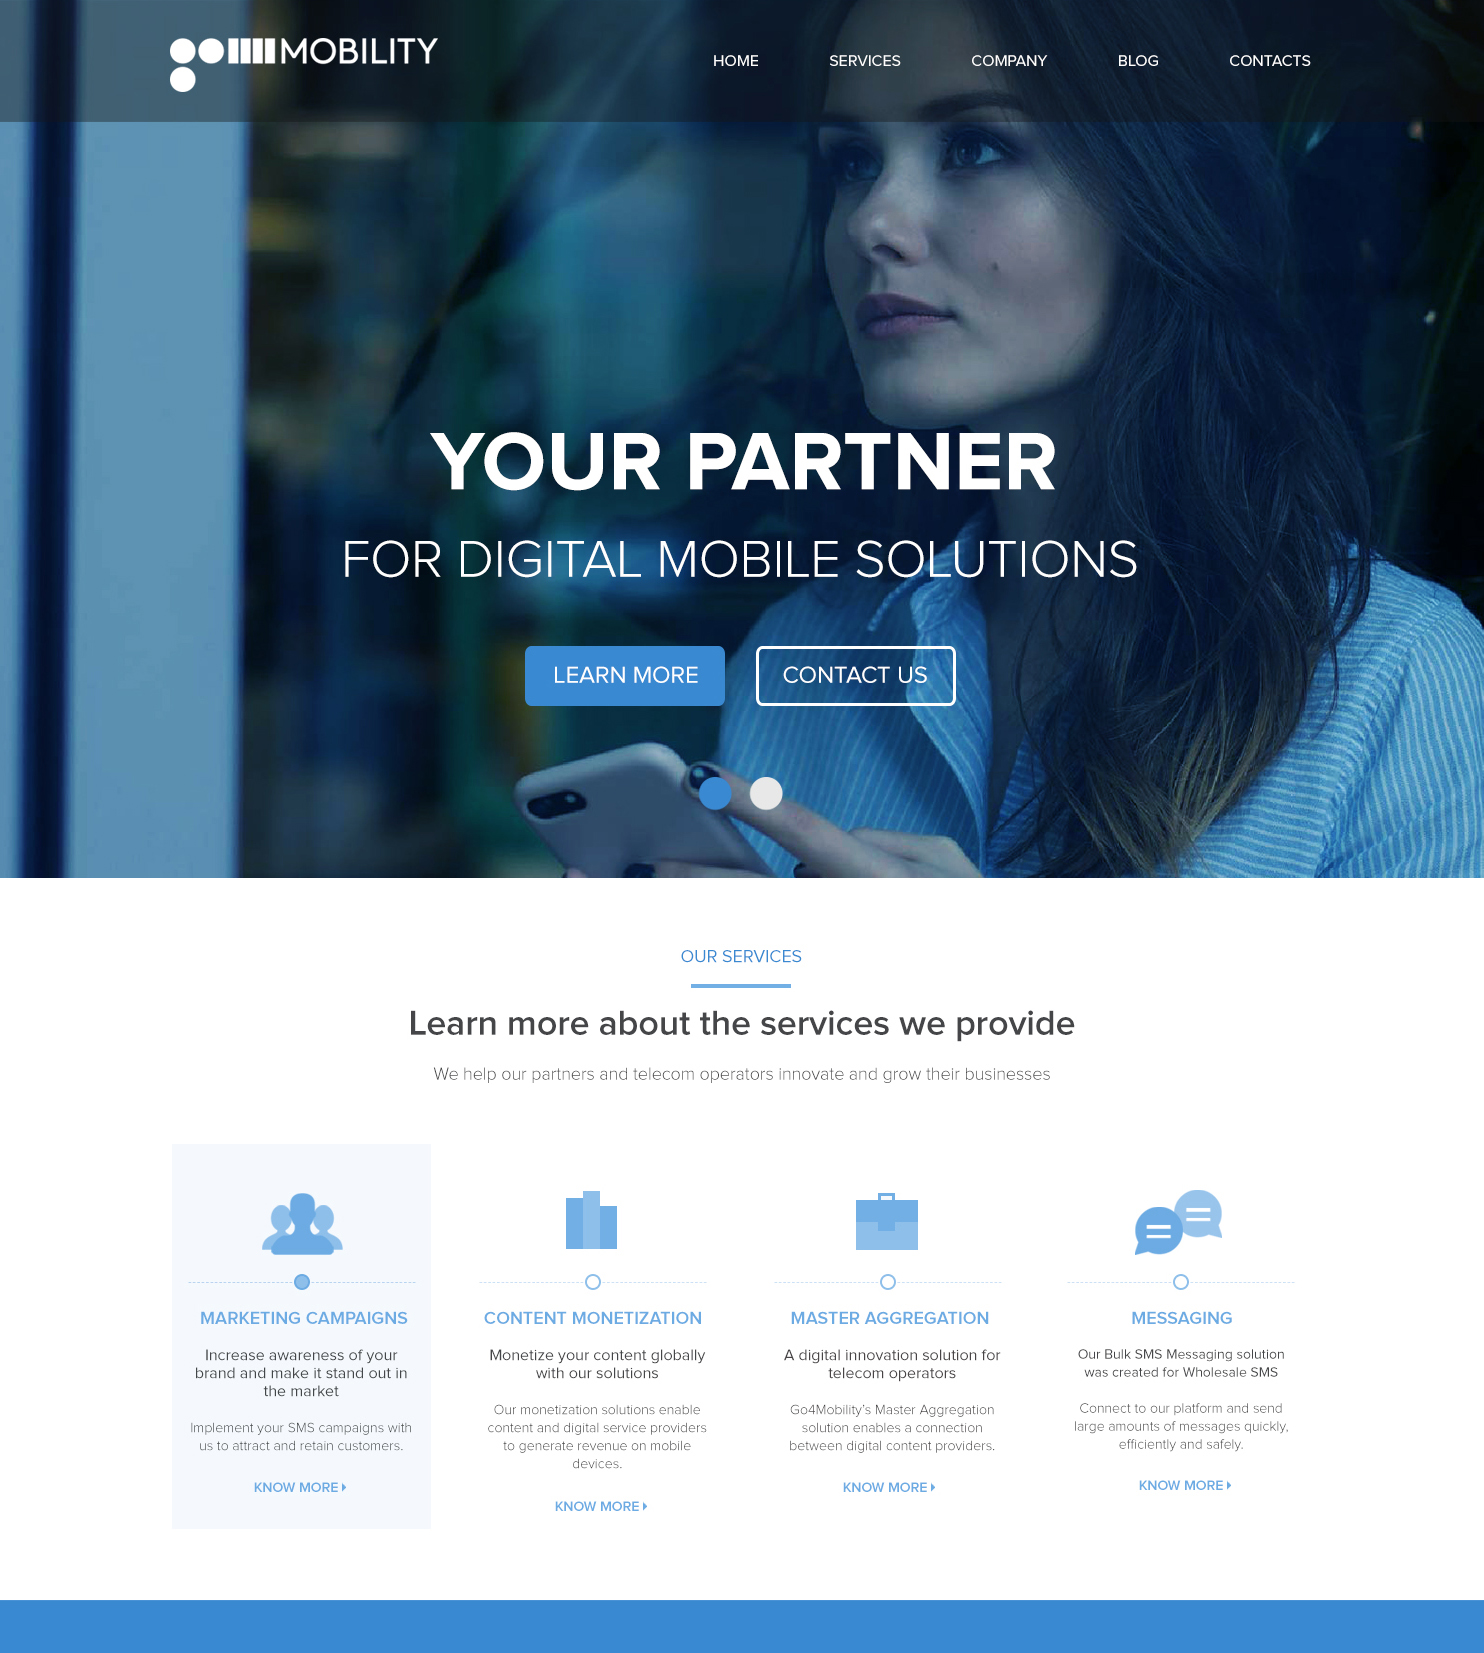 MOBILITY
HOME SERVICES COMPANY BLOG CONTACTS
YOUR PARTNER
FOR DIGITAL MOBILE SOLUTIONS
LEARN MORE CONTACT US
OUR SERVICES
Learn more about the services we provide
We help our partners and telecom operators innovate and grow their businesses
MARKETING CAMPAIGNS
Increase awareness of your
brand and make it stand out in
the market
Implement your SMS campaigns with
us to attract and retain customers.
KNOW MORE
CONTENT MONETIZATION
Monetize your content globally
with our solutions
Our monetization solutions enable
content and digital service providers
to generate revenue on mobile
devices.
KNOW MORE
MASTER AGGREGATION
A digital innovation solution for
telecom operators
Go4Mobility’s Master Aggregation
solution enables a connection
between digital content providers.
KNOW MORE
MESSAGING
Our Bulk SMS Messaging solution
was created for Wholesale SMS
Connect to our platform and send
large amounts of messages quickly,
efficiently and safely.
KNOW MORE